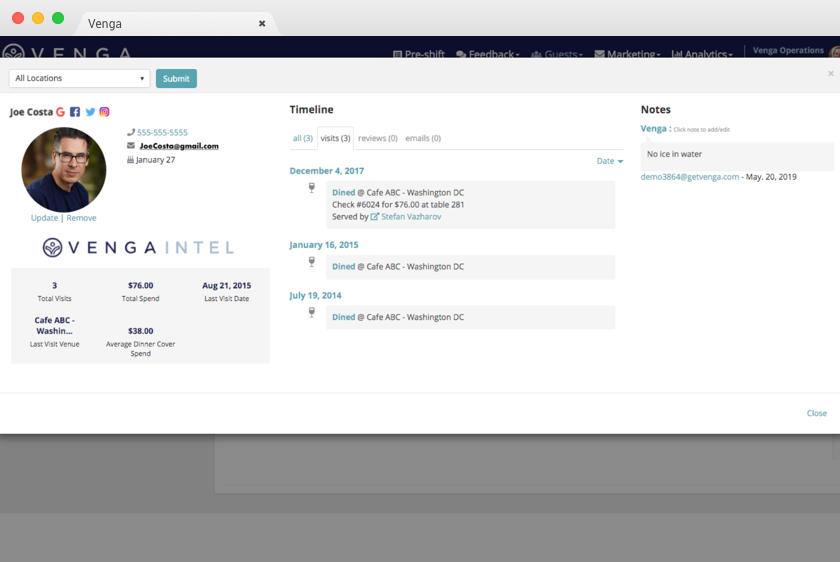 Venga
VENGA
Pre-shift
Feedback
Guests
Marketing
Analytics
Venga Operations
All Locations
Submit
Joe Costa
555-555-5555
JoeCosta@gmail.com
January 27
Update | Remove
VENGAINTEL
3
Total Visits
$76.00
Total Spend
Aug 21, 2015
Last Visit Date
Cafe ABC -
Washin...
Last Visit Venue
$38.00
Average Dinner Cover
Spend
Timeline
all (3)
visits (3)
reviews (0)
emails (0)
Date
December 4, 2017
Dined @ Cafe ABC - Washington DC
Check #6024 for $76.00 at table 281
Served by Stefan Vazharov
January 16, 2015
Dined @ Cafe ABC - Washington DC
July 19, 2014
Dined @ Cafe ABC - Washington DC
Notes
Venga : Click note to add/edit
No ice in water
demo3864@getvenga.com - May. 20, 2019
Close